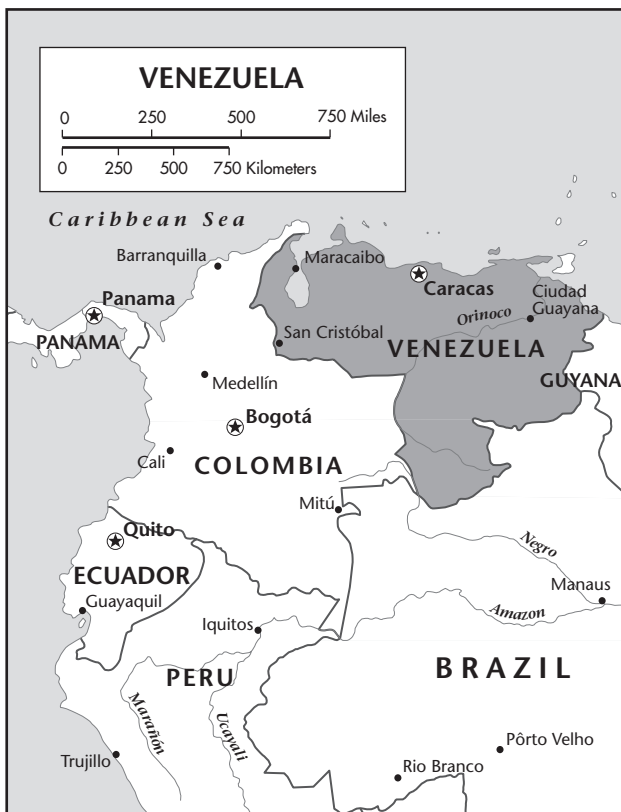 VENEZUELA
0 250 500 750 Miles
0 250 500 750 Kilometers
Caribbean Sea
Barranquilla
Maracaibo
Caracas
Panama
Ciudad
Guayana
Orinoco
PANAMA
San Cristóbal
VENEZUELA
GUYANA
Medellín
Bogotá
Cali
COLOMBIA
Mitú
Quito
Negro
ECUADOR
Manaus
Guayaquil
Amazon
Iquitos
PERU
BRAZIL
Marañón
Ucayali
Trujillo
Pôrto Velho
Rio Branco